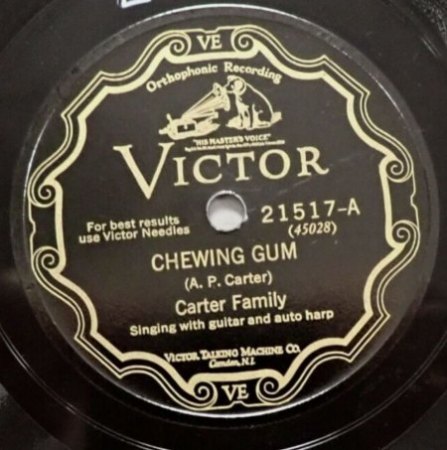 VE
Orthophonic Recording
"HIS MASTER'S VOICE"
VICTOR
For best results
use Victor Needles
21517-A
(45028)
CHEWING GUM
(A. P. Carter)
Carter Family
Singing with guitar and auto harp
VICTOR TALKING MACHINE CO.
Camden, N.J.
VE